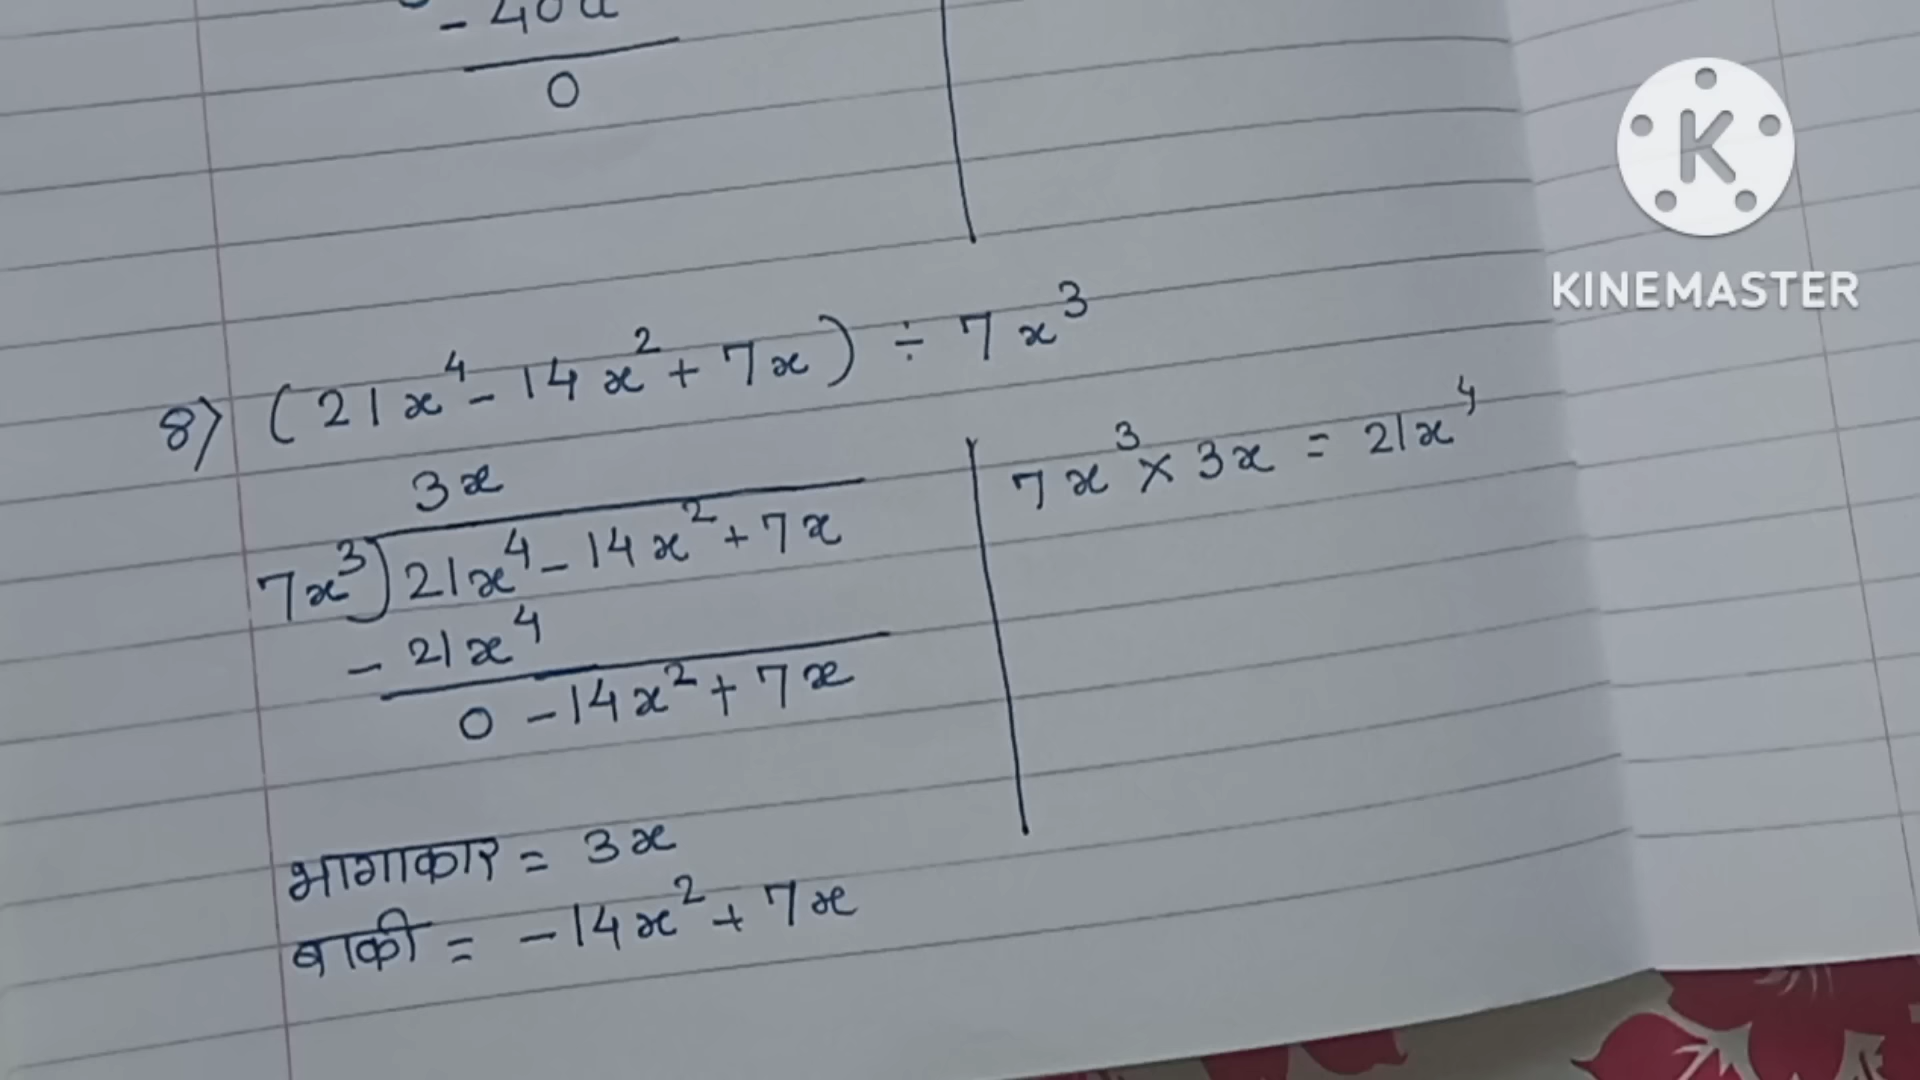 - 40a
0
KINEMASTER
8) (21x⁴ - 14x² + 7x) ÷ 7x³
3x
7x³) 21x⁴ - 14x² + 7x
- 21x⁴
0 - 14x² + 7x
7x³ × 3x = 21x⁴
भागाकार = 3x
बाकी = - 14x² + 7x